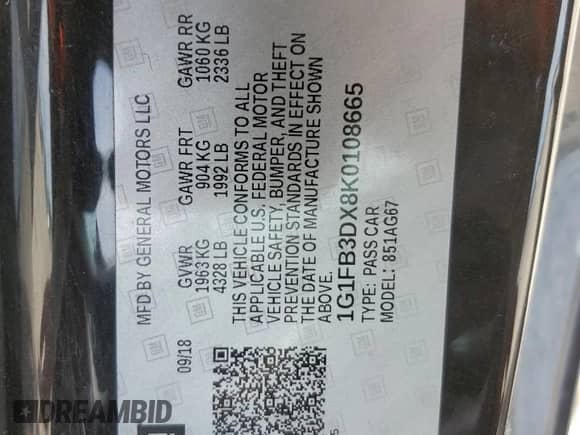 MFD BY GENERAL MOTORS LLC
09/18 GVWR GAWR FRT GAWR RR
1963 KG 904 KG 1060 KG
4328 LB 1992 LB 2336 LB
THIS VEHICLE CONFORMS TO ALL
APPLICABLE U.S. FEDERAL MOTOR
VEHICLE SAFETY, BUMPER, AND THEFT
PREVENTION STANDARDS IN EFFECT ON
THE DATE OF MANUFACTURE SHOWN
ABOVE.
1G1FB3DX8K0108665
TYPE: PASS CAR
MODEL: 851AG67
GM
DREAMBID